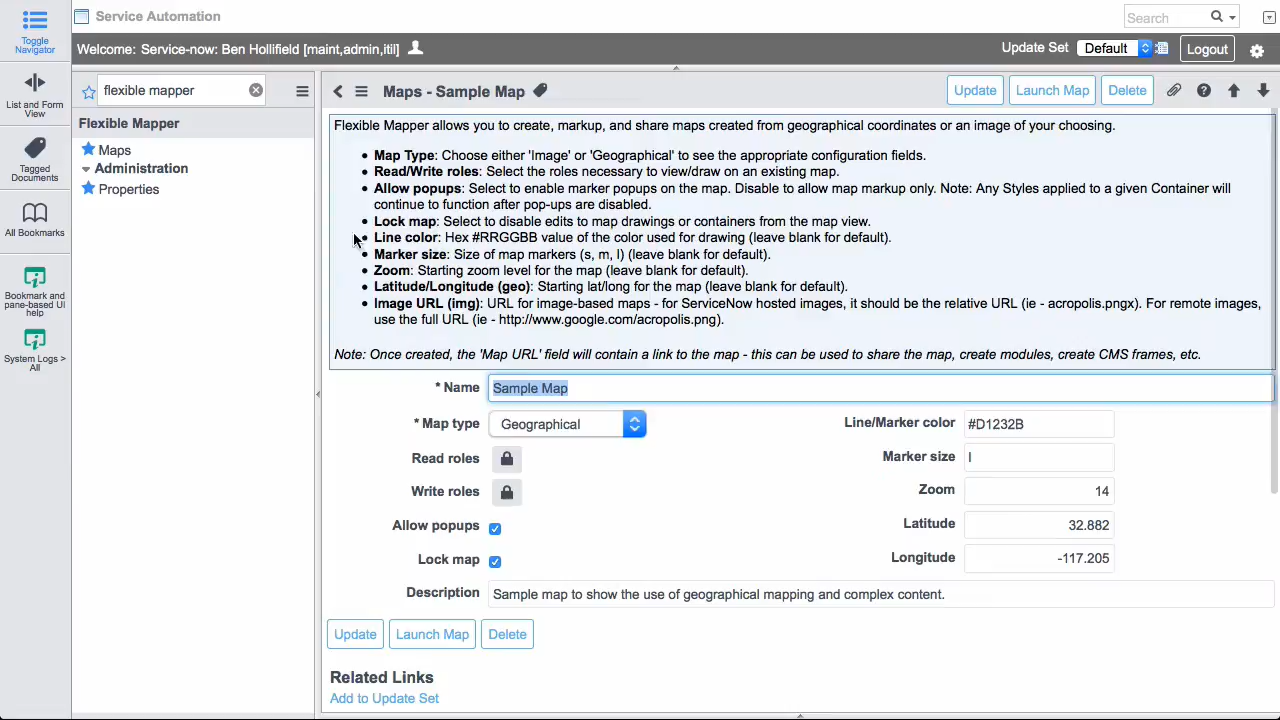 Toggle Navigator
List and Form View
Tagged Documents
All Bookmarks
Bookmark and pane-based UI help
System Logs > All
Service Automation
Search
Welcome: Service-now: Ben Hollifield [maint,admin,itil]
Update Set Default Logout
flexible mapper
Flexible Mapper
Maps
Administration
Properties
Maps - Sample Map
Update Launch Map Delete
Flexible Mapper allows you to create, markup, and share maps created from geographical coordinates or an image of your choosing.
• Map Type: Choose either 'Image' or 'Geographical' to see the appropriate configuration fields.
• Read/Write roles: Select the roles necessary to view/draw on an existing map.
• Allow popups: Select to enable marker popups on the map. Disable to allow map markup only. Note: Any Styles applied to a given Container will
continue to function after pop-ups are disabled.
• Lock map: Select to disable edits to map drawings or containers from the map view.
• Line color: Hex #RRGGBB value of the color used for drawing (leave blank for default).
• Marker size: Size of map markers (s, m, l) (leave blank for default).
• Zoom: Starting zoom level for the map (leave blank for default).
• Latitude/Longitude (geo): Starting lat/long for the map (leave blank for default).
• Image URL (img): URL for image-based maps - for ServiceNow hosted images, it should be the relative URL (ie - acropolis.pngx). For remote images,
use the full URL (ie - http://www.google.com/acropolis.png).
Note: Once created, the 'Map URL' field will contain a link to the map - this can be used to share the map, create modules, create CMS frames, etc.
* Name Sample Map
* Map type Geographical
Read roles
Write roles
Allow popups
Lock map
Line/Marker color #D1232B
Marker size l
Zoom 14
Latitude 32.882
Longitude -117.205
Description Sample map to show the use of geographical mapping and complex content.
Update Launch Map Delete
Related Links
Add to Update Set